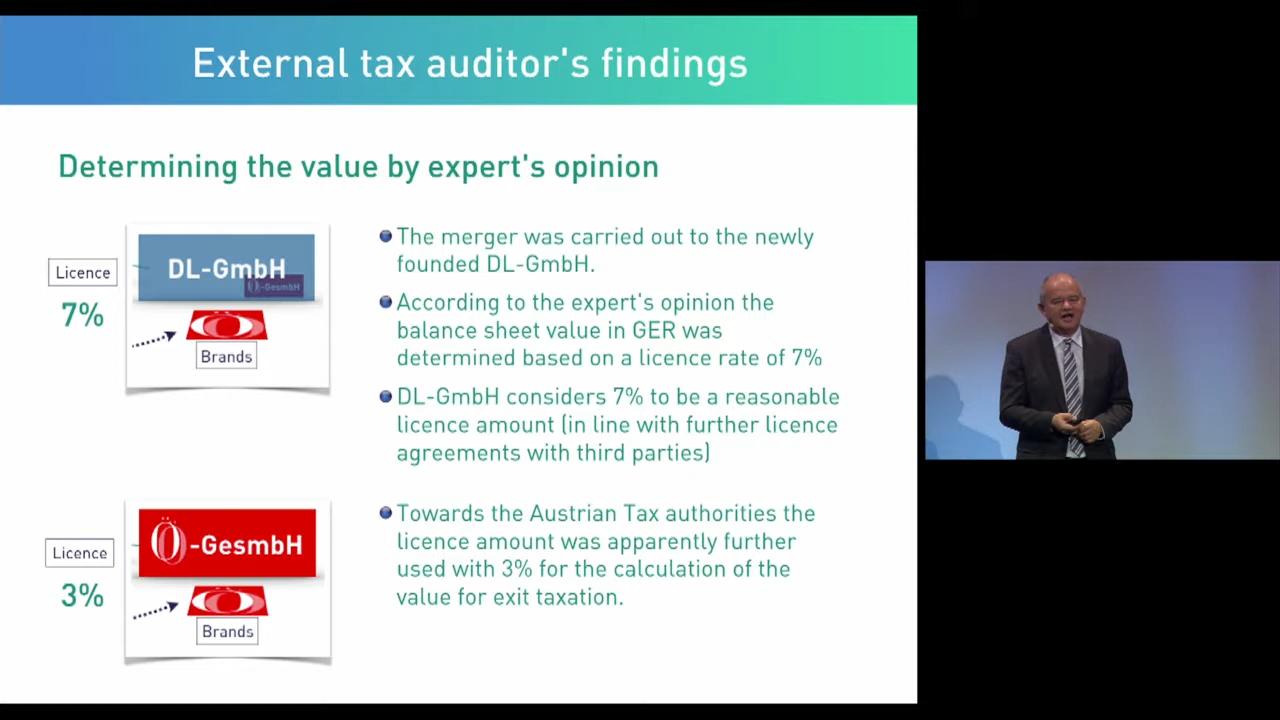 External tax auditor's findings
Determining the value by expert's opinion
Licence
7%
DL-GmbH
Ö-GesmbH
Brands
The merger was carried out to the newly
founded DL-GmbH.
According to the expert's opinion the
balance sheet value in GER was
determined based on a licence rate of 7%
DL-GmbH considers 7% to be a reasonable
licence amount (in line with further licence
agreements with third parties)
Licence
3%
Ö-GesmbH
Brands
Towards the Austrian Tax authorities the
licence amount was apparently further
used with 3% for the calculation of the
value for exit taxation.